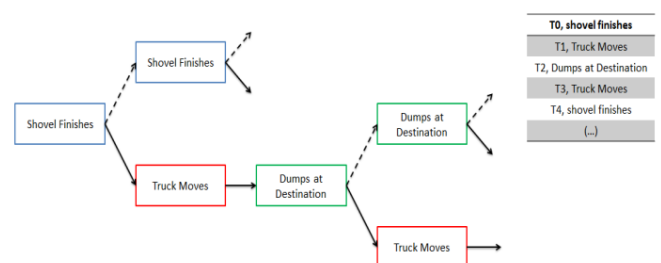 Shovel Finishes
Shovel Finishes
Truck Moves
Dumps at
Destination
Dumps at
Destination
Truck Moves
T0, shovel finishes
T1, Truck Moves
T2, Dumps at Destination
T3, Truck Moves
T4, shovel finishes
(...)